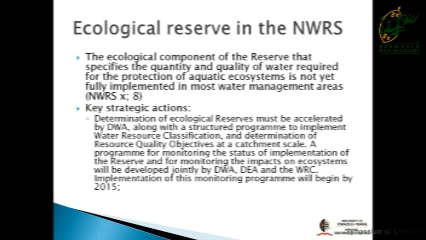 Ecological reserve in the NWRS
The ecological component of the Reserve that
specifies the quantity and quality of water required
for the protection of aquatic ecosystems is not yet
fully implemented in most water management areas
(NWRS x; 8)
Key strategic actions:
Determination of ecological Reserves must be accelerated
by DWA, along with a structured programme to implement
Water Resource Classification, and determination of
Resource Quality Objectives at a catchment scale. A
programme for monitoring the status of implementation of
the Reserve and for monitoring the impacts on ecosystems
will be developed jointly by DWA, DEA and the WRC.
Implementation of this monitoring programme will begin by
2015;